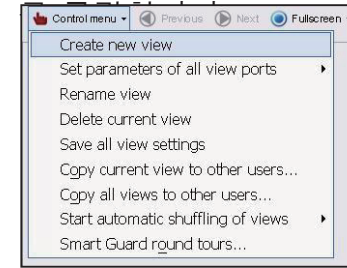 Control menu Previous Next Fullscreen
Create new view
Set parameters of all view ports
Rename view
Delete current view
Save all view settings
Copy current view to other users...
Copy all views to other users...
Start automatic shuffling of views
Smart Guard round tours...